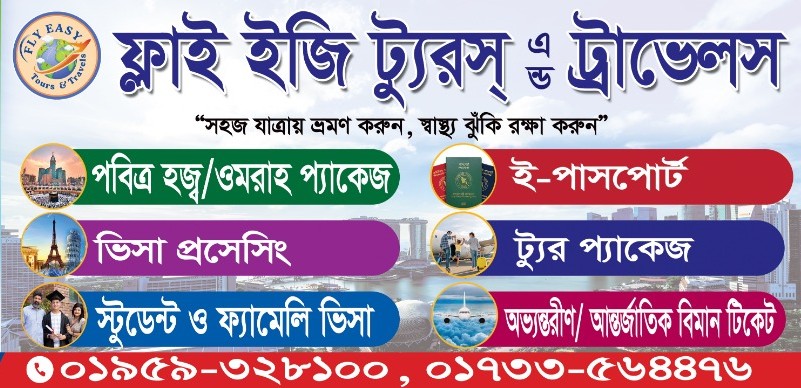 FLY EASY
Tours & Travels
ফ্লাই ইজি ট্যুরস্ এন্ড ট্রাভেলস
“সহজ যাত্রায় ভ্রমণ করুন, স্বাস্থ্য ঝুঁকি রক্ষা করুন”
পবিত্র হজ্ব/ওমরাহ প্যাকেজ
ই-পাসপোর্ট
ভিসা প্রসেসিং
ট্যুর প্যাকেজ
স্টুডেন্ট ও ফ্যামেলি ভিসা
অভ্যন্তরীণ/ আন্তর্জাতিক বিমান টিকেট
০১৯৫৯-৩২৮১০০, ০১৭৩৩-৫৬৪৪৭৬